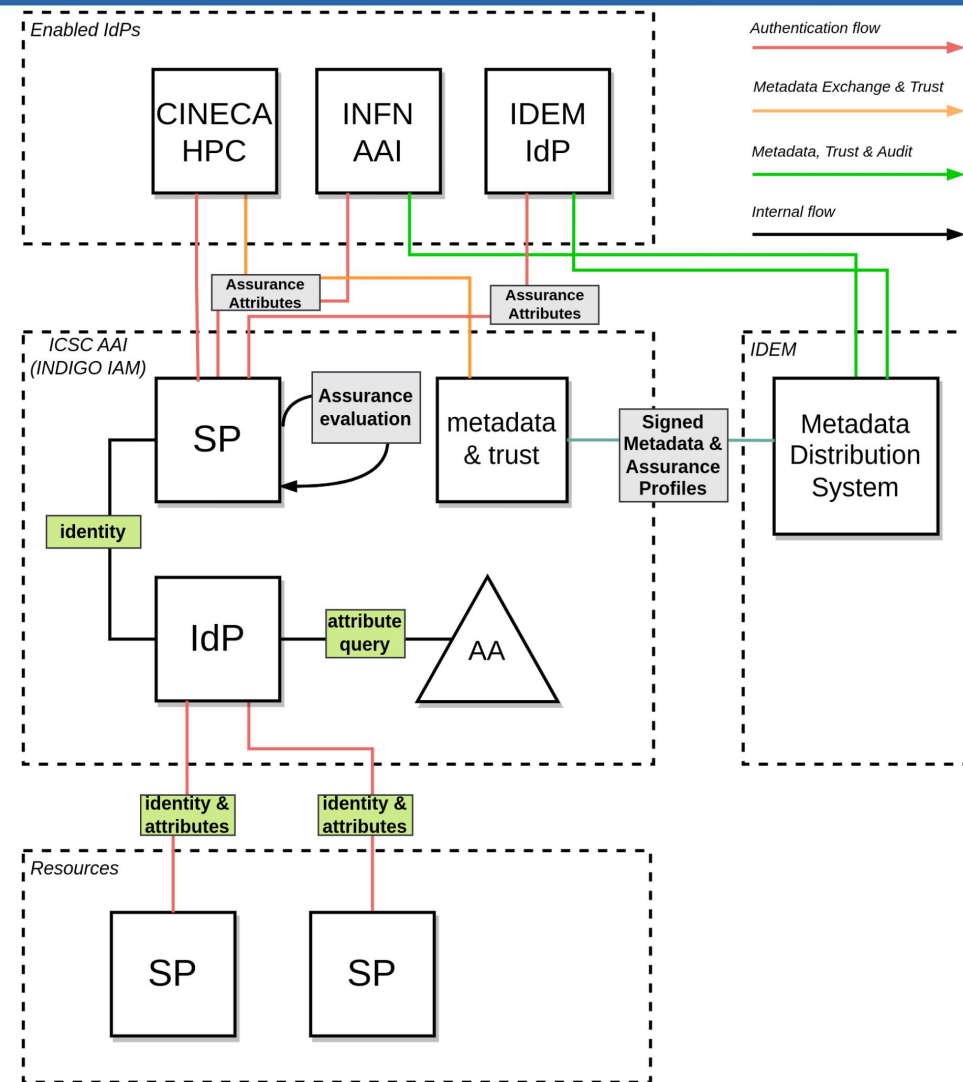 Enabled IdPs
Authentication flow
Metadata Exchange & Trust
Metadata, Trust & Audit
Internal flow
CINECA
HPC
INFN
AAI
IDEM
IdP
Assurance
Attributes
Assurance
Attributes
ICSC AAI
(INDIGO IAM)
IDEM
SP
Assurance
evaluation
metadata
& trust
Signed
Metadata &
Assurance
Profiles
Metadata
Distribution
System
identity
IdP
attribute
query
AA
identity &
attributes
identity &
attributes
Resources
SP
SP